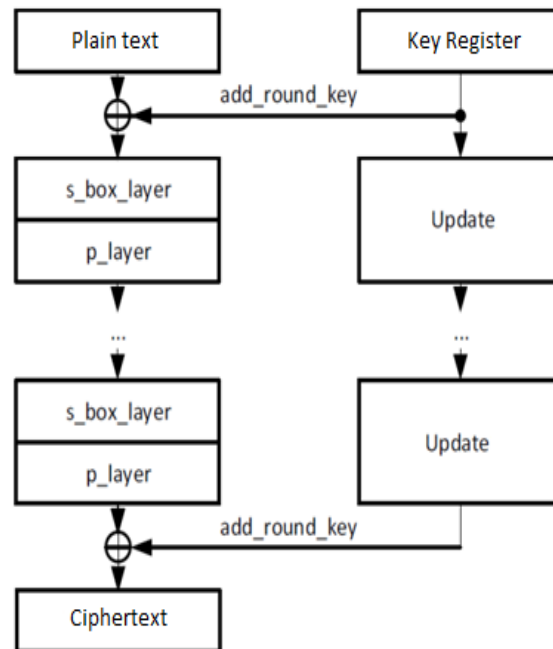 Plain text
Key Register
add_round_key
s_box_layer
p_layer
Update
...
...
s_box_layer
p_layer
Update
add_round_key
Ciphertext